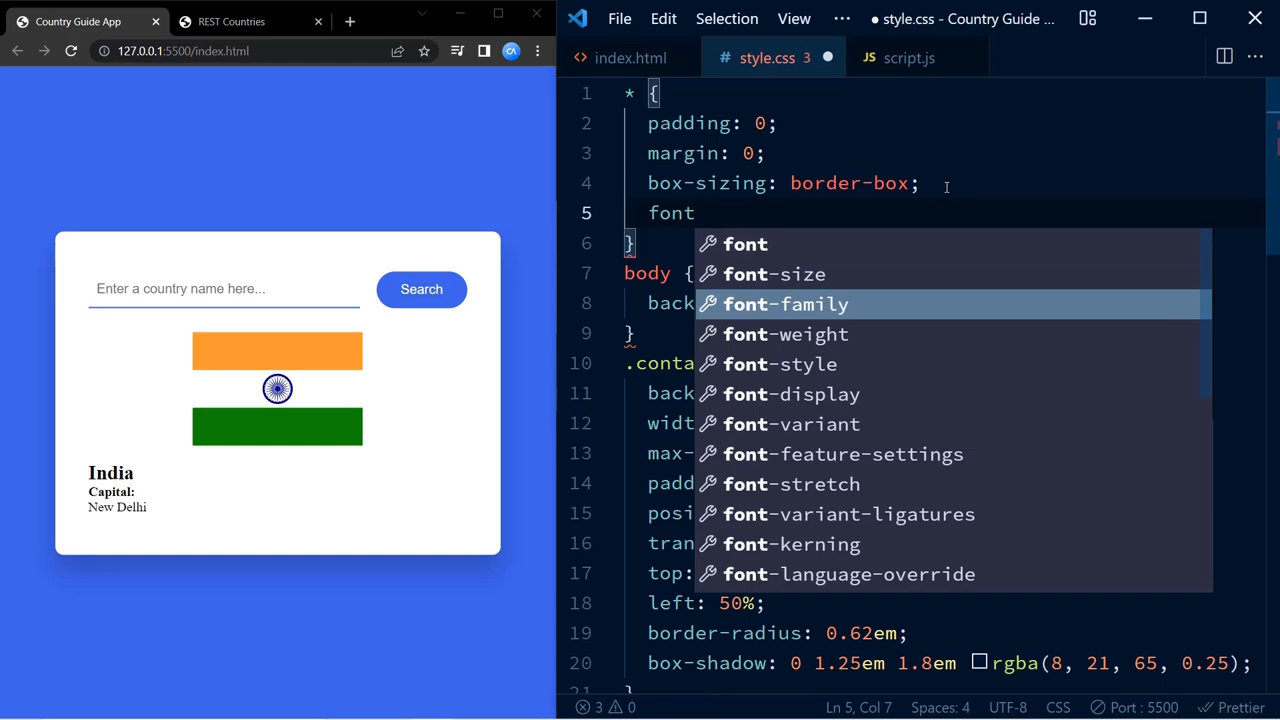 Country Guide App
REST Countries
127.0.0.1:5500/index.html
CA
Enter a country name here...
Search
India
Capital:
New Delhi
File Edit Selection View ··· ● style.css - Country Guide ...
<> index.html
# style.css 3 ●
JS script.js
···
1 * {
2 padding: 0;
3 margin: 0;
4 box-sizing: border-box;
5 font
6 }
7 body {
8 back
9 }
10 .conta
11 back
12 widt
13 max-
14 padd
15 posi
16 tran
17 top:
18 left: 50%;
19 border-radius: 0.62em;
20 box-shadow: 0 1.25em 1.8em rgba(8, 21, 65, 0.25);
21 }
font
font-size
font-family
font-weight
font-style
font-display
font-variant
font-feature-settings
font-stretch
font-variant-ligatures
font-kerning
font-language-override
3 0 Ln 5, Col 7 Spaces: 4 UTF-8 CSS Port : 5500 Prettier